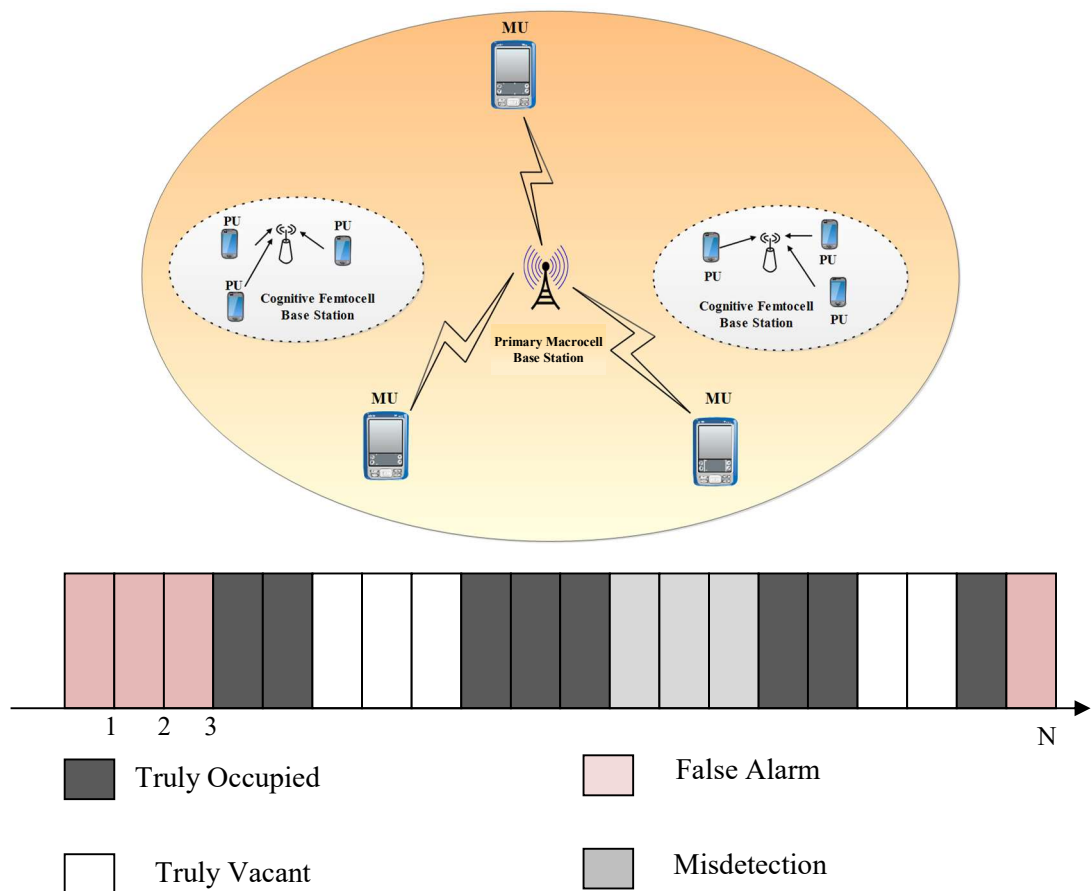 MU
PU
PU
PU
Cognitive Femtocell
Base Station
PU
PU
PU
Cognitive Femtocell
Base Station
Primary Macrocell
Base Station
MU
MU
1 2 3 N
Truly Occupied
False Alarm
Truly Vacant
Misdetection